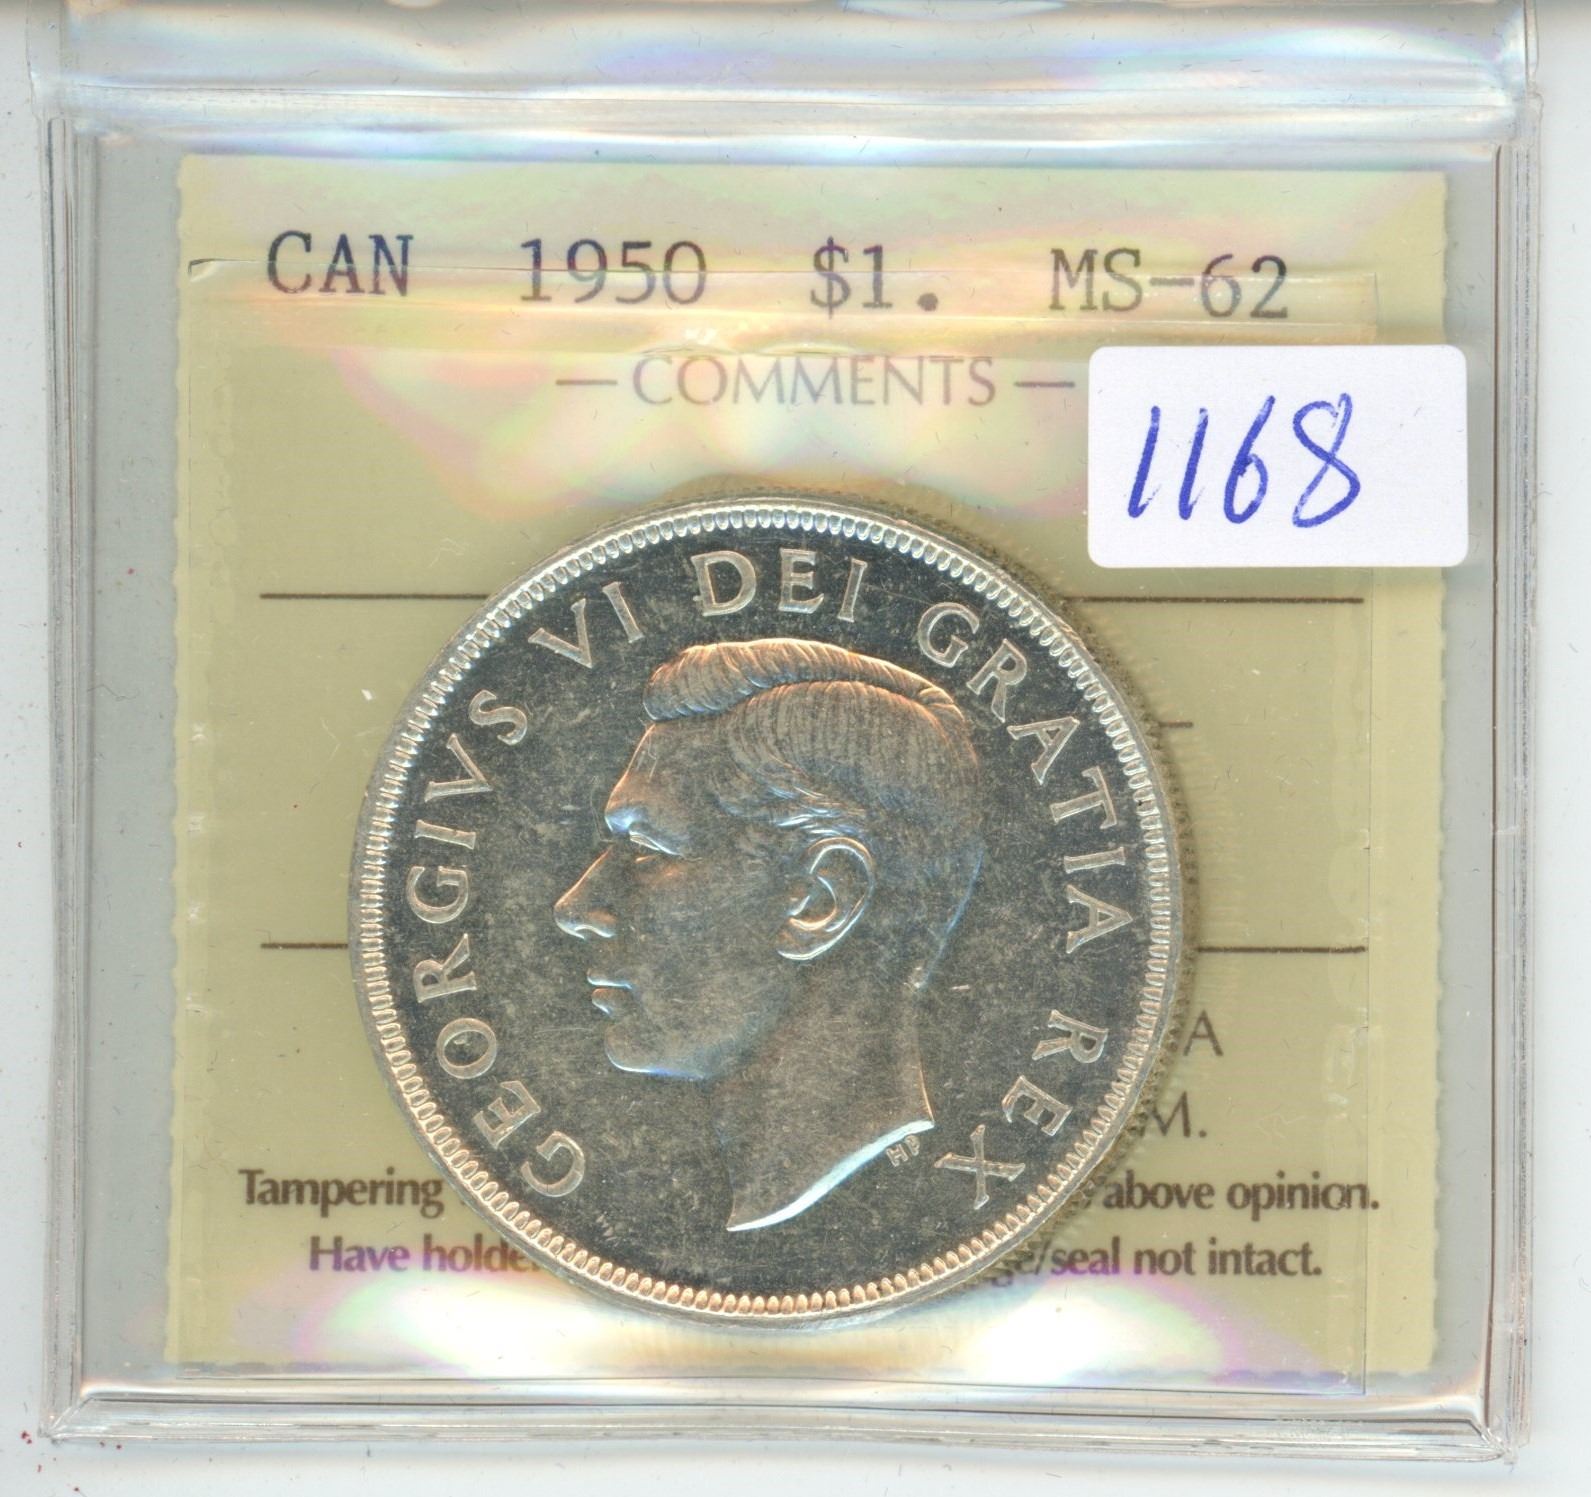 CAN 1950 $1. MS-62
— COMMENTS —
1168
GEORGIVS VI DEI GRATIA REX
HP
A
M.
Tampering above opinion.
Have holde ge/seal not intact.